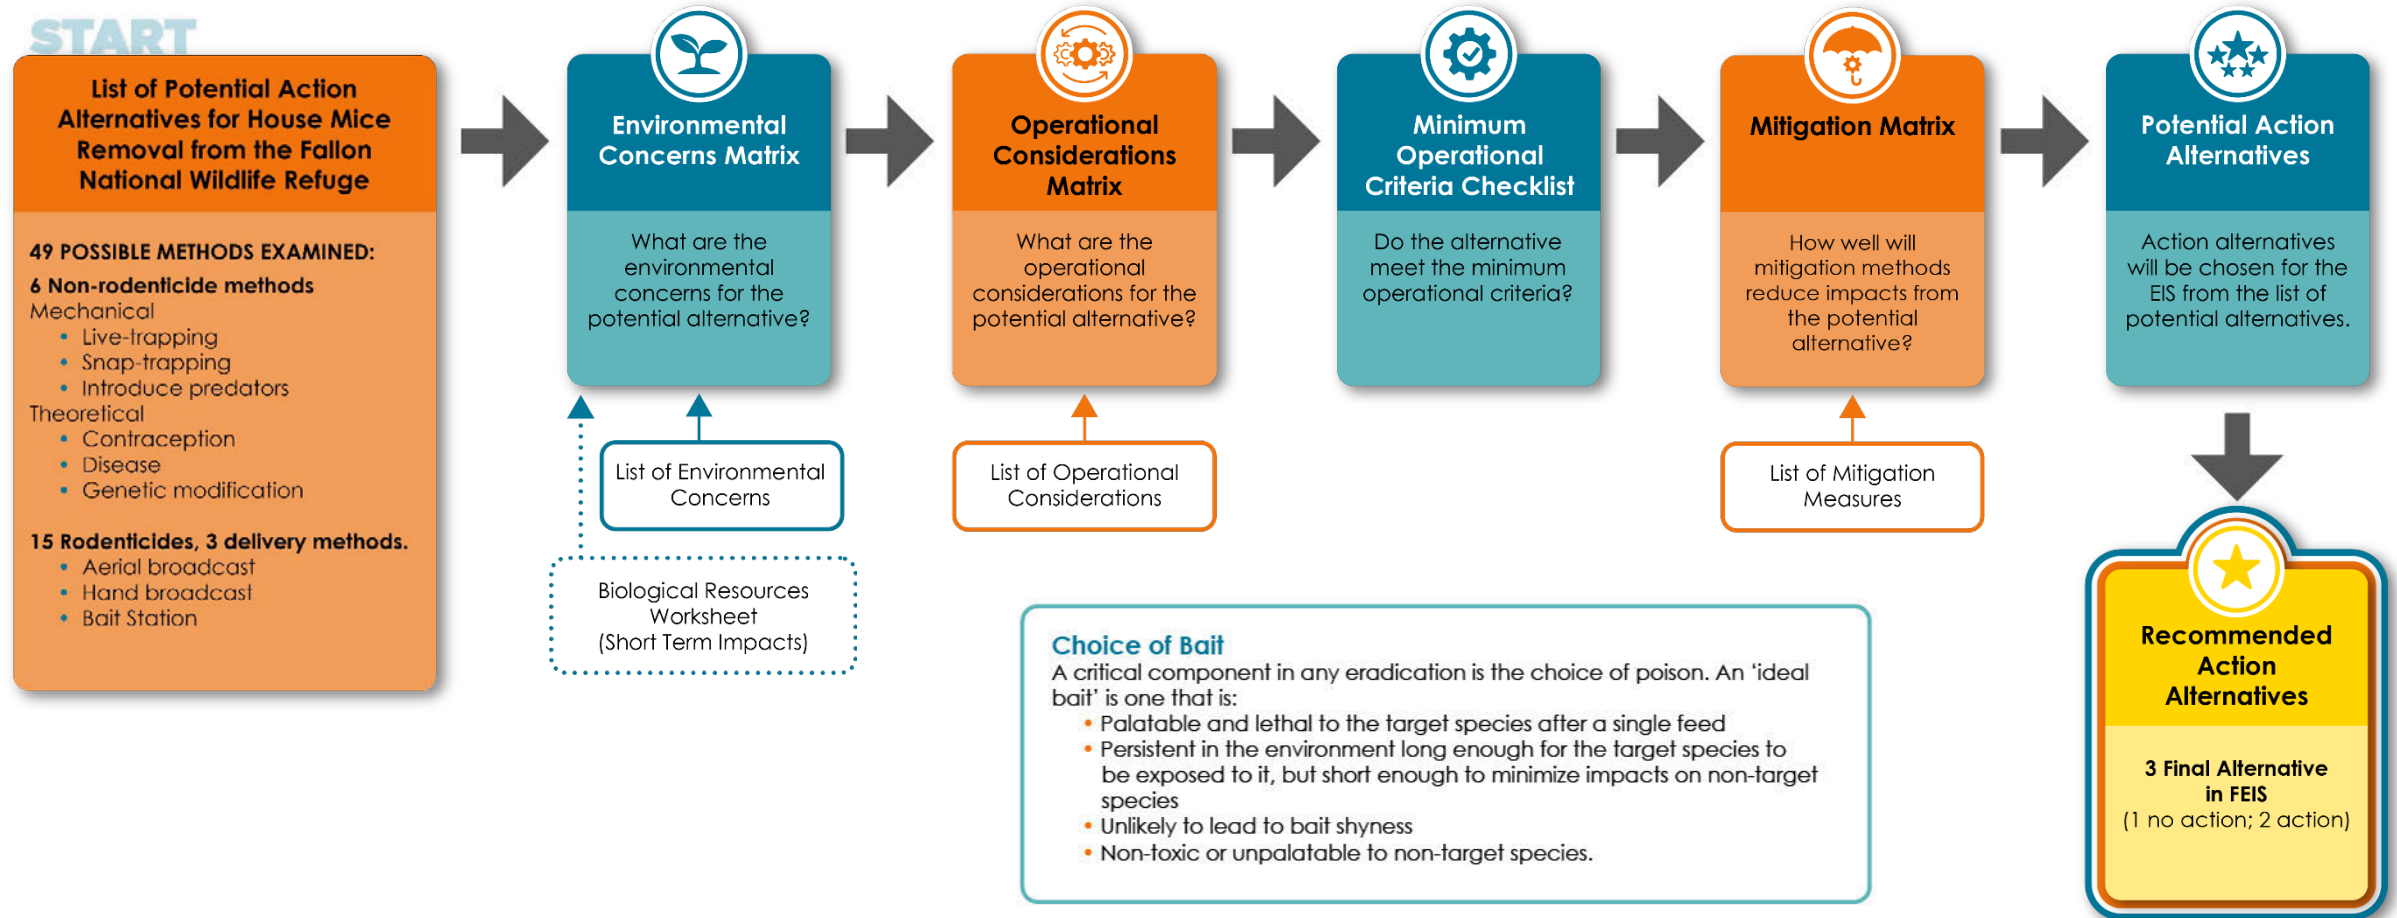 START
List of Potential Action
Alternatives for House Mice
Removal from the Fallon
National Wildlife Refuge
49 POSSIBLE METHODS EXAMINED:
6 Non-rodenticide methods
Mechanical
• Live-trapping
• Snap-trapping
• Introduce predators
Theoretical
• Contraception
• Disease
• Genetic modification
15 Rodenticides, 3 delivery methods.
• Aerial broadcast
• Hand broadcast
• Bait Station
Environmental
Concerns Matrix
What are the
environmental
concerns for the
potential alternative?
List of Environmental
Concerns
Biological Resources
Worksheet
(Short Term Impacts)
Operational
Considerations
Matrix
What are the
operational
considerations for the
potential alternative?
List of Operational
Considerations
Minimum
Operational
Criteria Checklist
Do the alternative
meet the minimum
operational criteria?
Mitigation Matrix
How well will
mitigation methods
reduce impacts from
the potential
alternative?
List of Mitigation
Measures
Potential Action
Alternatives
Action alternatives
will be chosen for the
EIS from the list of
potential alternatives.
Recommended
Action
Alternatives
3 Final Alternative
in FEIS
(1 no action; 2 action)
Choice of Bait
A critical component in any eradication is the choice of poison. An ‘ideal
bait’ is one that is:
• Palatable and lethal to the target species after a single feed
• Persistent in the environment long enough for the target species to
be exposed to it, but short enough to minimize impacts on non-target
species
• Unlikely to lead to bait shyness
• Non-toxic or unpalatable to non-target species.